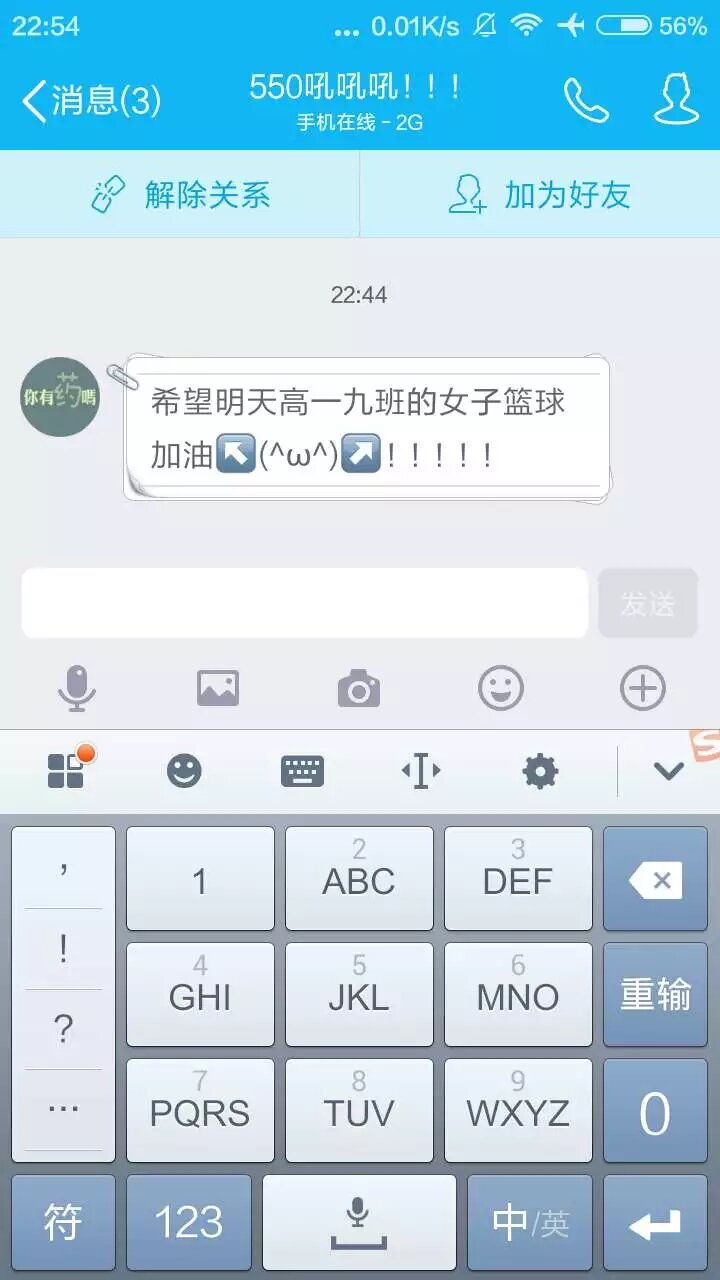 22:54 ... 0.01K/s 56%
消息(3)
550吼吼吼！！！
手机在线 - 2G
解除关系
加为好友
22:44
你有药嗎
希望明天高一九班的女子篮球
加油↖(^ω^)↗！！！！！
发送
S
, 1 2 ABC 3 DEF
!
4 GHI 5 JKL 6 MNO 重输
?
7 PQRS 8 TUV 9 WXYZ 0
...
符 123 中/英